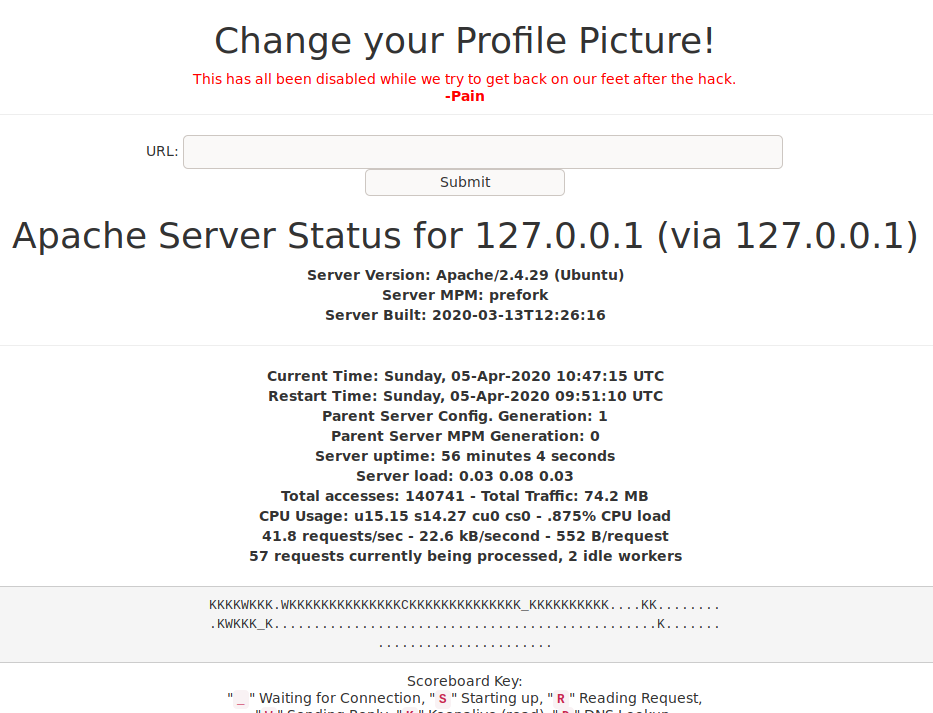 Change your Profile Picture!
This has all been disabled while we try to get back on our feet after the hack.
-Pain
URL:
Submit
Apache Server Status for 127.0.0.1 (via 127.0.0.1)
Server Version: Apache/2.4.29 (Ubuntu)
Server MPM: prefork
Server Built: 2020-03-13T12:26:16
Current Time: Sunday, 05-Apr-2020 10:47:15 UTC
Restart Time: Sunday, 05-Apr-2020 09:51:10 UTC
Parent Server Config. Generation: 1
Parent Server MPM Generation: 0
Server uptime: 56 minutes 4 seconds
Server load: 0.03 0.08 0.03
Total accesses: 140741 - Total Traffic: 74.2 MB
CPU Usage: u15.15 s14.27 cu0 cs0 - .875% CPU load
41.8 requests/sec - 22.6 kB/second - 552 B/request
57 requests currently being processed, 2 idle workers
KKKKWKKK.WKKKKKKKKKKKKKKCKKKKKKKKKKKKKK_KKKKKKKKKK....KK........
.KWKKK_K................................................K.......
......................
Scoreboard Key:
"_" Waiting for Connection, "S" Starting up, "R" Reading Request,